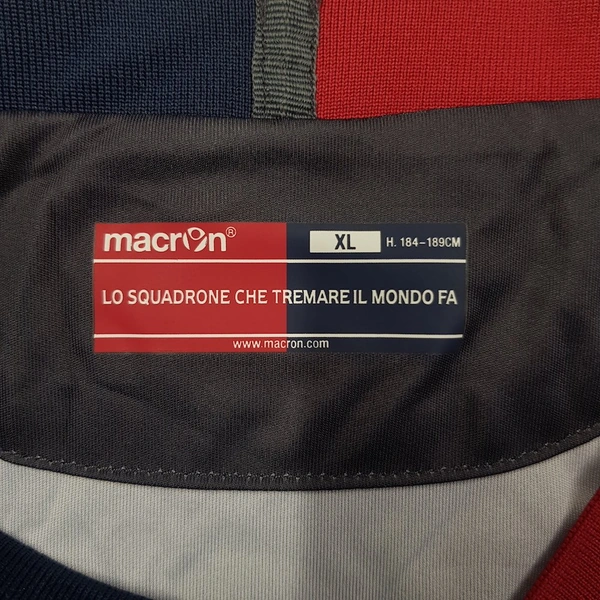 macron® XL H. 184-189CM
LO SQUADRONE CHE TREMARE IL MONDO FA
www.macron.com